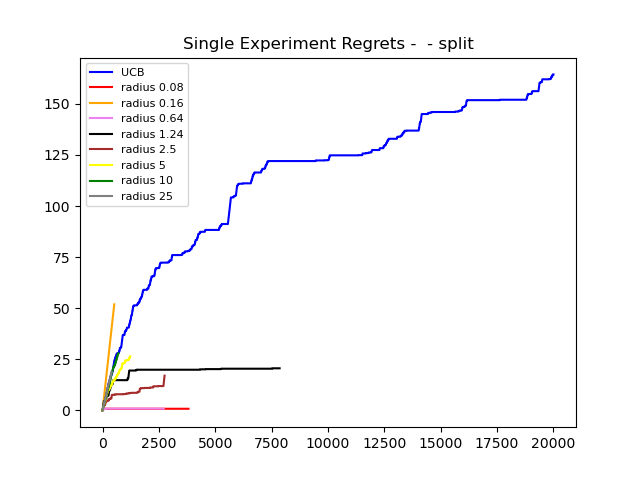 Single Experiment Regrets -  - split
UCB
radius 0.08
radius 0.16
radius 0.64
radius 1.24
radius 2.5
radius 5
radius 10
radius 25
150
125
100
75
50
25
0
0 2500 5000 7500 10000 12500 15000 17500 20000